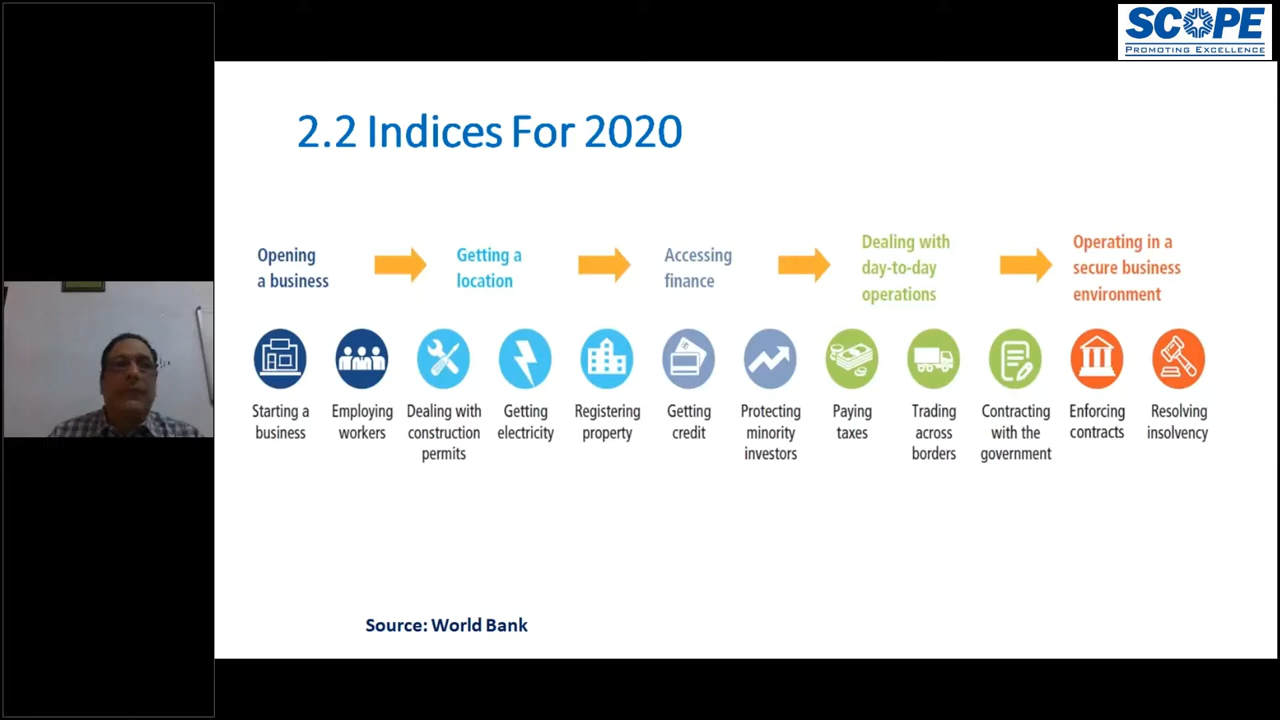 SCOPE
PROMOTING EXCELLENCE
2.2 Indices For 2020
Opening
a business
Getting a
location
Accessing
finance
Dealing with
day-to-day
operations
Operating in a
secure business
environment
Starting a
business
Employing
workers
Dealing with
construction
permits
Getting
electricity
Registering
property
Getting
credit
Protecting
minority
investors
Paying
taxes
Trading
across
borders
Contracting
with the
government
Enforcing
contracts
Resolving
insolvency
Source: World Bank